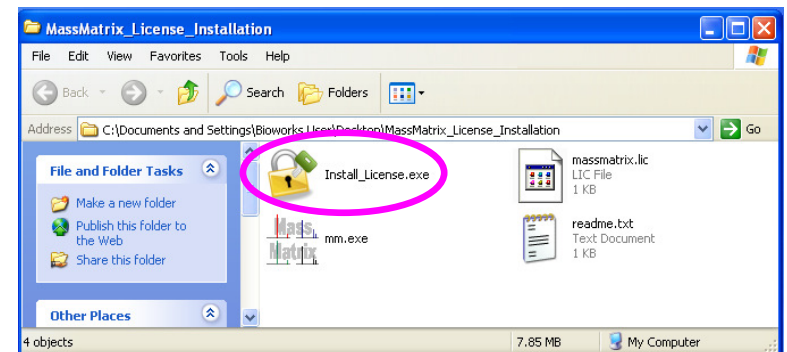 MassMatrix_License_Installation
File Edit View Favorites Tools Help
Back Search Folders
Address C:\Documents and Settings\Bioworks User\Desktop\MassMatrix_License_Installation Go
File and Folder Tasks
Make a new folder
Publish this folder to
the Web
Share this folder
Other Places
Install_License.exe
massmatrix.lic
LIC File
1 KB
Mass
Matrix
mm.exe
readme.txt
Text Document
1 KB
4 objects 7.85 MB My Computer